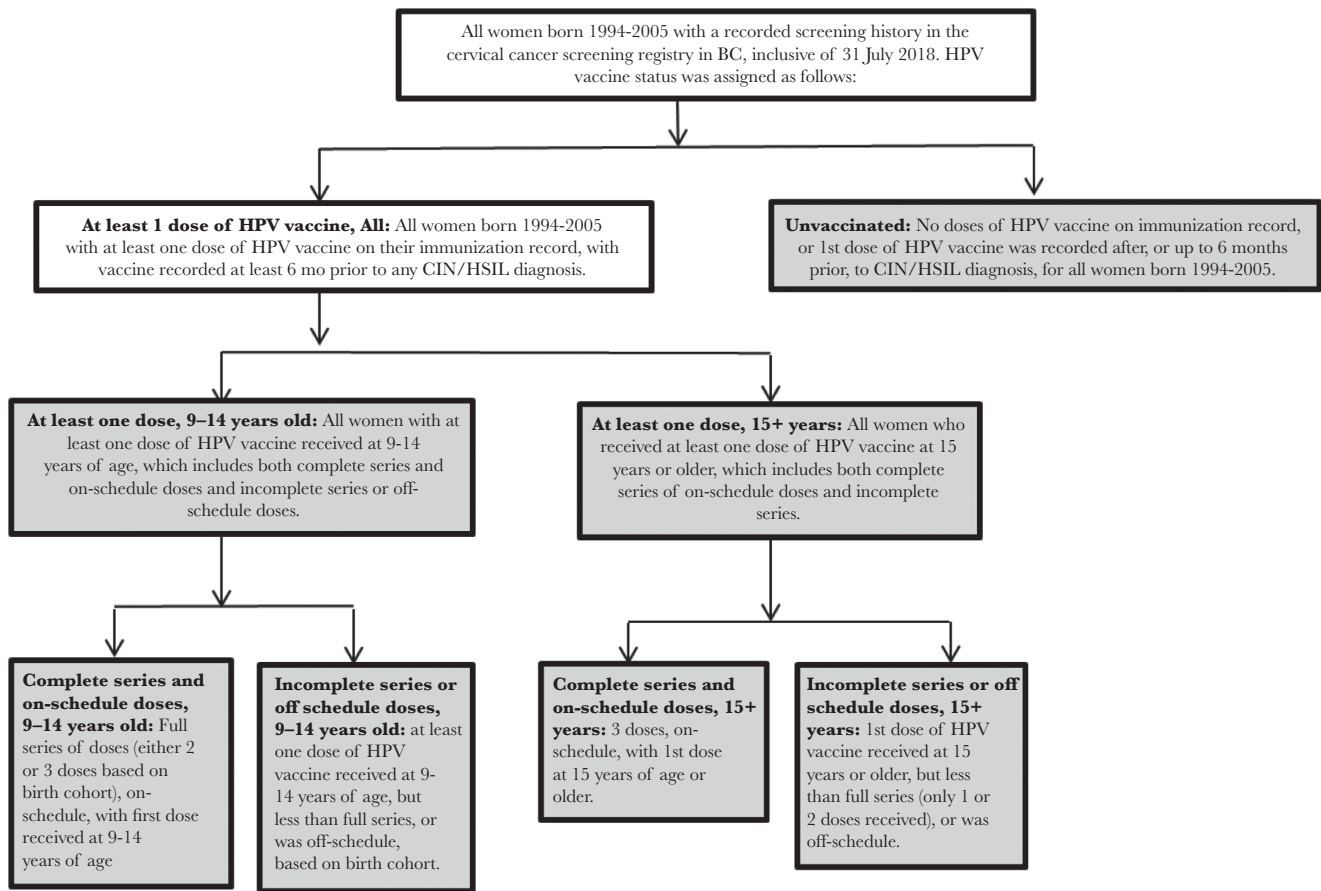 All women born 1994-2005 with a recorded screening history in the
cervical cancer screening registry in BC, inclusive of 31 July 2018. HPV
vaccine status was assigned as follows:
At least 1 dose of HPV vaccine, All: All women born 1994-2005
with at least one dose of HPV vaccine on their immunization record, with
vaccine recorded at least 6 mo prior to any CIN/HSIL diagnosis.
Unvaccinated: No doses of HPV vaccine on immunization record,
or 1st dose of HPV vaccine was recorded after, or up to 6 months
prior, to CIN/HSIL diagnosis, for all women born 1994-2005.
At least one dose, 9–14 years old: All women with at
least one dose of HPV vaccine received at 9-14
years of age, which includes both complete series and
on-schedule doses and incomplete series or off-
schedule doses.
At least one dose, 15+ years: All women who
received at least one dose of HPV vaccine at 15
years or older, which includes both complete
series of on-schedule doses and incomplete
series.
Complete series and
on-schedule doses,
9–14 years old: Full
series of doses (either 2
or 3 doses based on
birth cohort), on-
schedule, with first dose
received at 9-14
years of age
Incomplete series or
off schedule doses,
9–14 years old: at least
one dose of HPV
vaccine received at 9-
14 years of age, but
less than full series, or
was off-schedule,
based on birth cohort.
Complete series and
on-schedule doses, 15+
years: 3 doses, on-
schedule, with 1st dose
at 15 years of age or
older.
Incomplete series or off
schedule doses, 15+
years: 1st dose of HPV
vaccine received at 15
years or older, but less
than full series (only 1 or
2 doses received), or was
off-schedule.